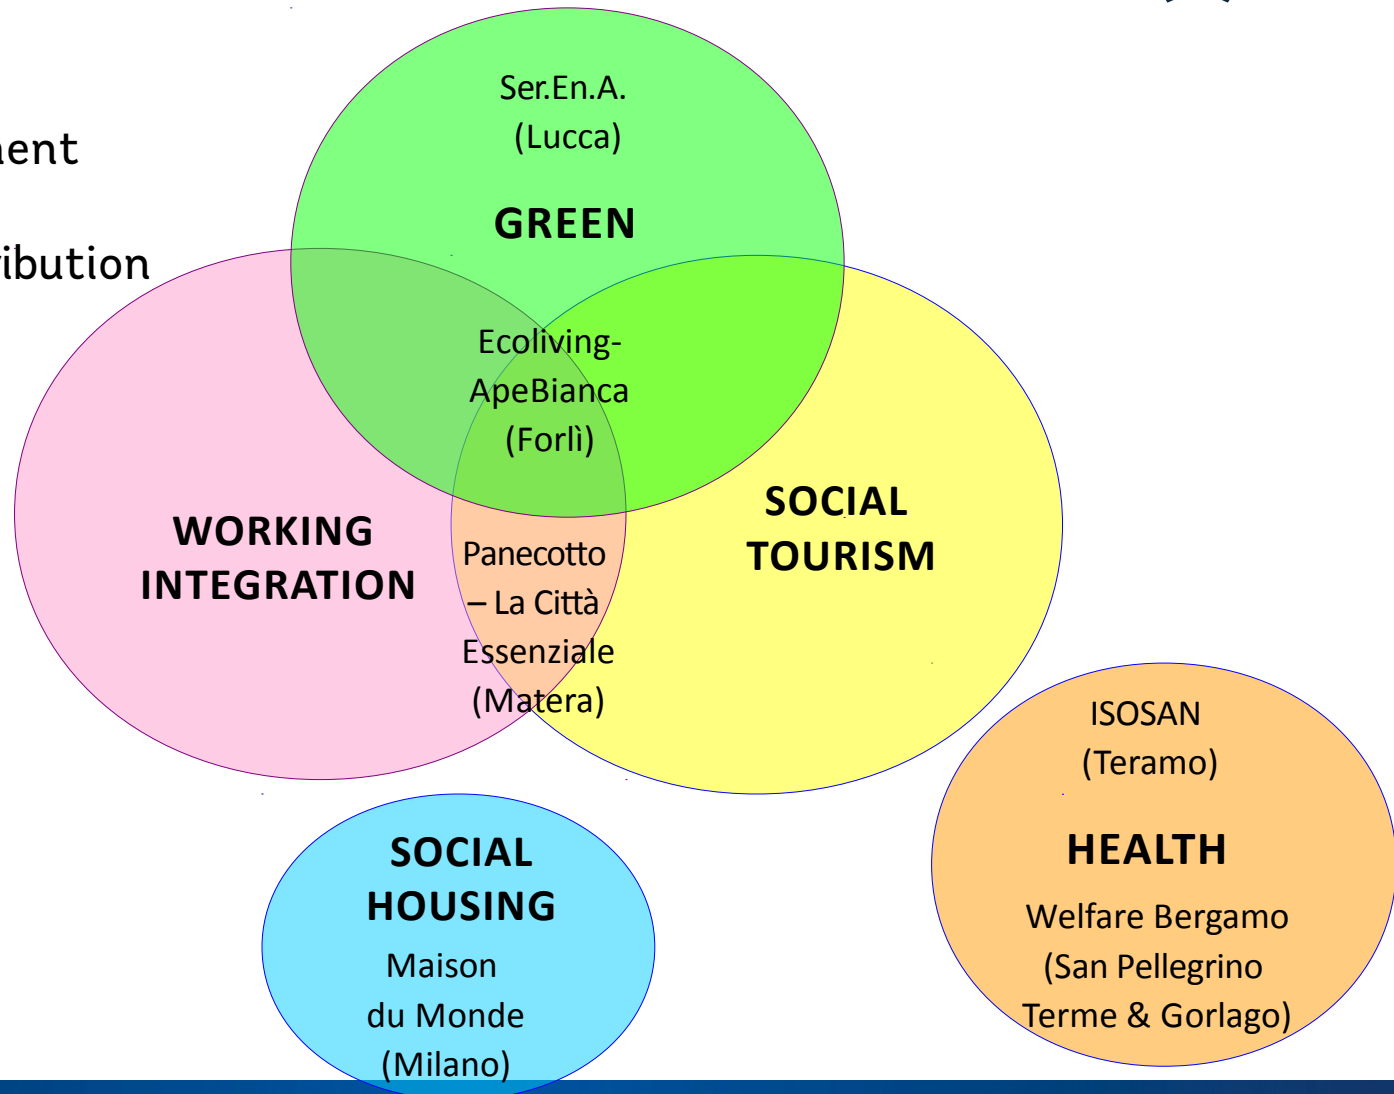 Ser.En.A.
(Lucca)
GREEN
ibution
Ecoliving-
ApeBianca
(Forlì)
WORKING
INTEGRATION
SOCIAL
TOURISM
Panecotto
– La Città
Essenziale
(Matera)
ISOSAN
(Teramo)
HEALTH
Welfare Bergamo
(San Pellegrino
Terme & Gorlago)
SOCIAL
HOUSING
Maison
du Monde
(Milano)